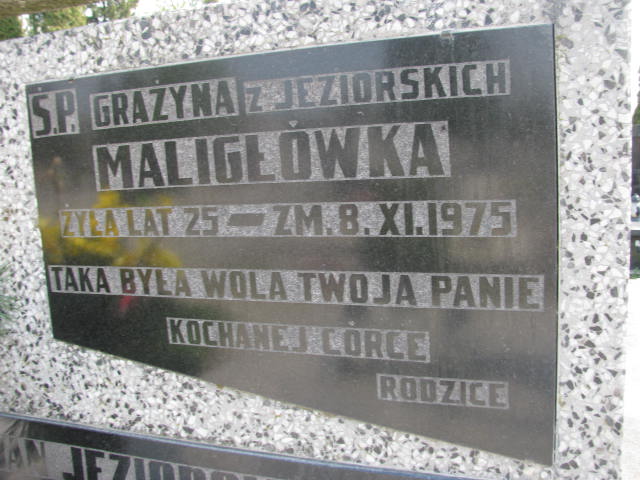 Ś.P. GRAŻYNA Z JEZIORSKICH
MALIGŁÓWKA
ŻYŁA LAT 25 — ZM. 8. XI. 1975
TAKA BYŁA WOLA TWOJA PANIE
KOCHANEJ CÓRCE
RODZICE